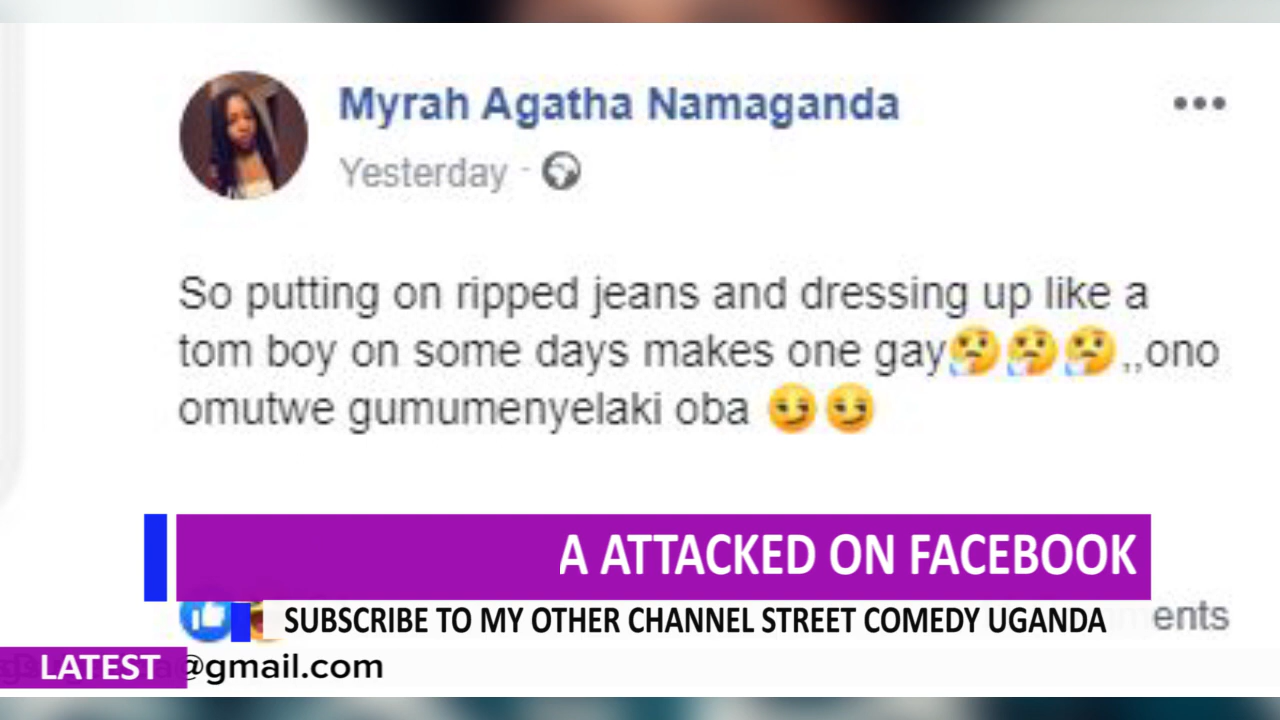 Myrah Agatha Namaganda
Yesterday
So putting on ripped jeans and dressing up like a
tom boy on some days makes one gay🤔🤔🤔,,ono
omutwe gumumenyelaki oba 😏😏
A ATTACKED ON FACEBOOK
SUBSCRIBE TO MY OTHER CHANNEL STREET COMEDY UGANDA
ents
LATEST
@gmail.com